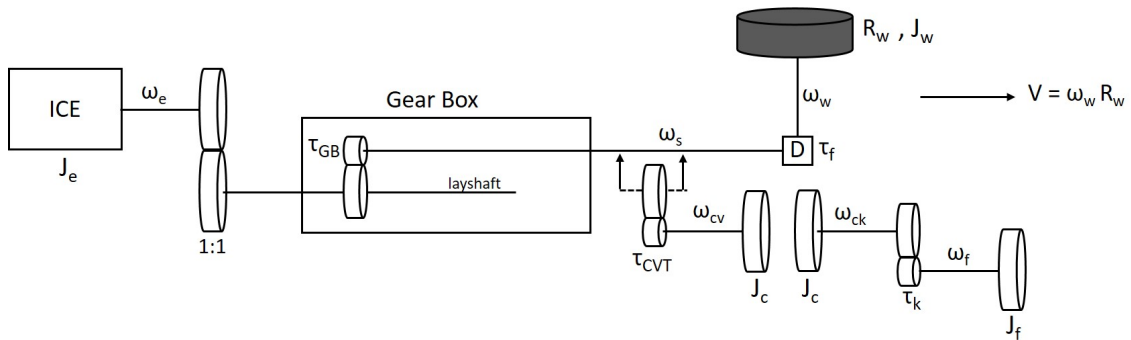 R_w , J_w
ICE
ω_e
Gear Box
ω_w
V = ω_w R_w
J_e
τ_GB
ω_s
D
τ_f
layshaft
ω_cv
ω_ck
ω_f
1:1
τ_CVT
J_c
J_c
τ_k
J_f